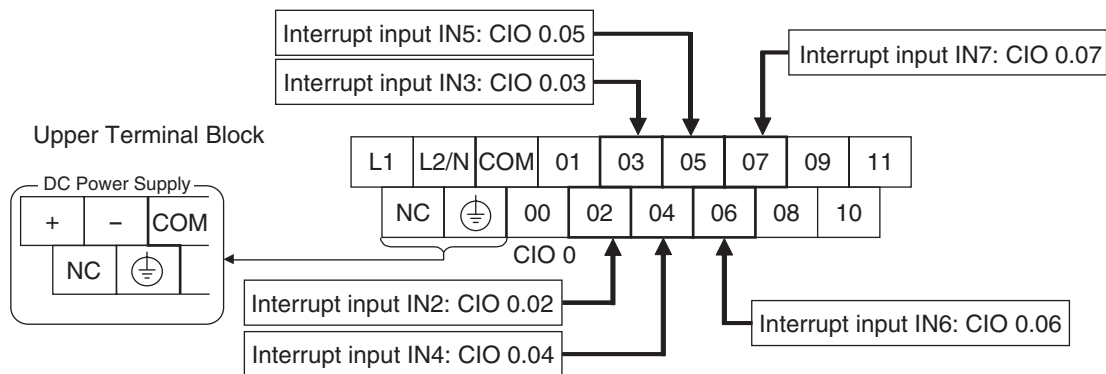 Interrupt input IN5: CIO 0.05
Interrupt input IN3: CIO 0.03
Interrupt input IN7: CIO 0.07
Upper Terminal Block
L1 L2/N COM 01 03 05 07 09 11
NC 00 02 04 06 08 10
CIO 0
DC Power Supply
+ − COM
NC
Interrupt input IN2: CIO 0.02
Interrupt input IN4: CIO 0.04
Interrupt input IN6: CIO 0.06